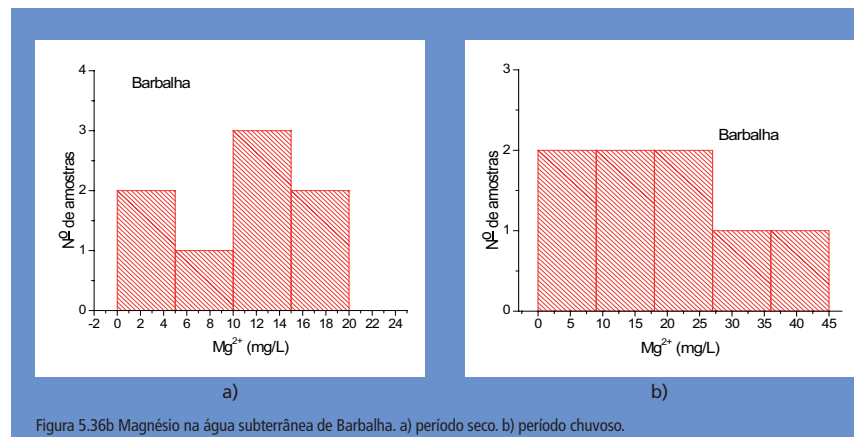 4
3
2
1
0
Nº de amostras
Barbalha
-2 0 2 4 6 8 10 12 14 16 18 20 22 24
Mg²⁺ (mg/L)
a)
3
2
1
0
Nº de amostras
Barbalha
0 5 10 15 20 25 30 35 40 45
Mg²⁺ (mg/L)
b)
Figura 5.36b Magnésio na água subterrânea de Barbalha. a) período seco. b) período chuvoso.